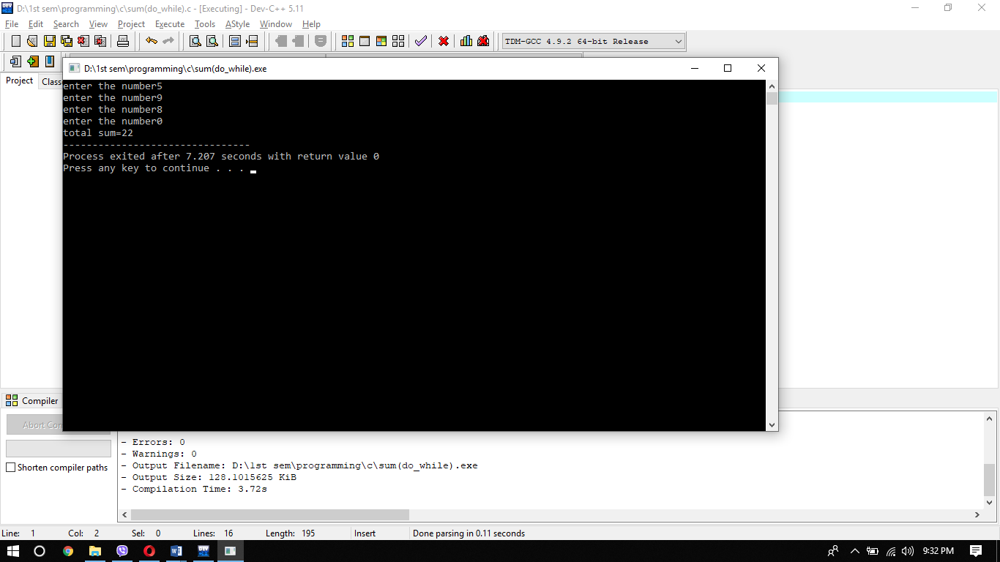 D:\1st sem\programming\c\sum(do_while).c - [Executing] - Dev-C++ 5.11
File Edit Search View Project Execute Tools AStyle Window Help
TDM-GCC 4.9.2 64-bit Release
Project Class
D:\1st sem\programming\c\sum(do_while).exe
enter the number5
enter the number9
enter the number8
enter the number0
total sum=22
--------------------------------
Process exited after 7.207 seconds with return value 0
Press any key to continue . . .
Compiler
Abort Con
Shorten compiler paths
- Errors: 0
- Warnings: 0
- Output Filename: D:\1st sem\programming\c\sum(do_while).exe
- Output Size: 128.1015625 KiB
- Compilation Time: 3.72s
Line: 1 Col: 2 Sel: 0 Lines: 16 Length: 195 Insert Done parsing in 0.11 seconds
9:32 PM